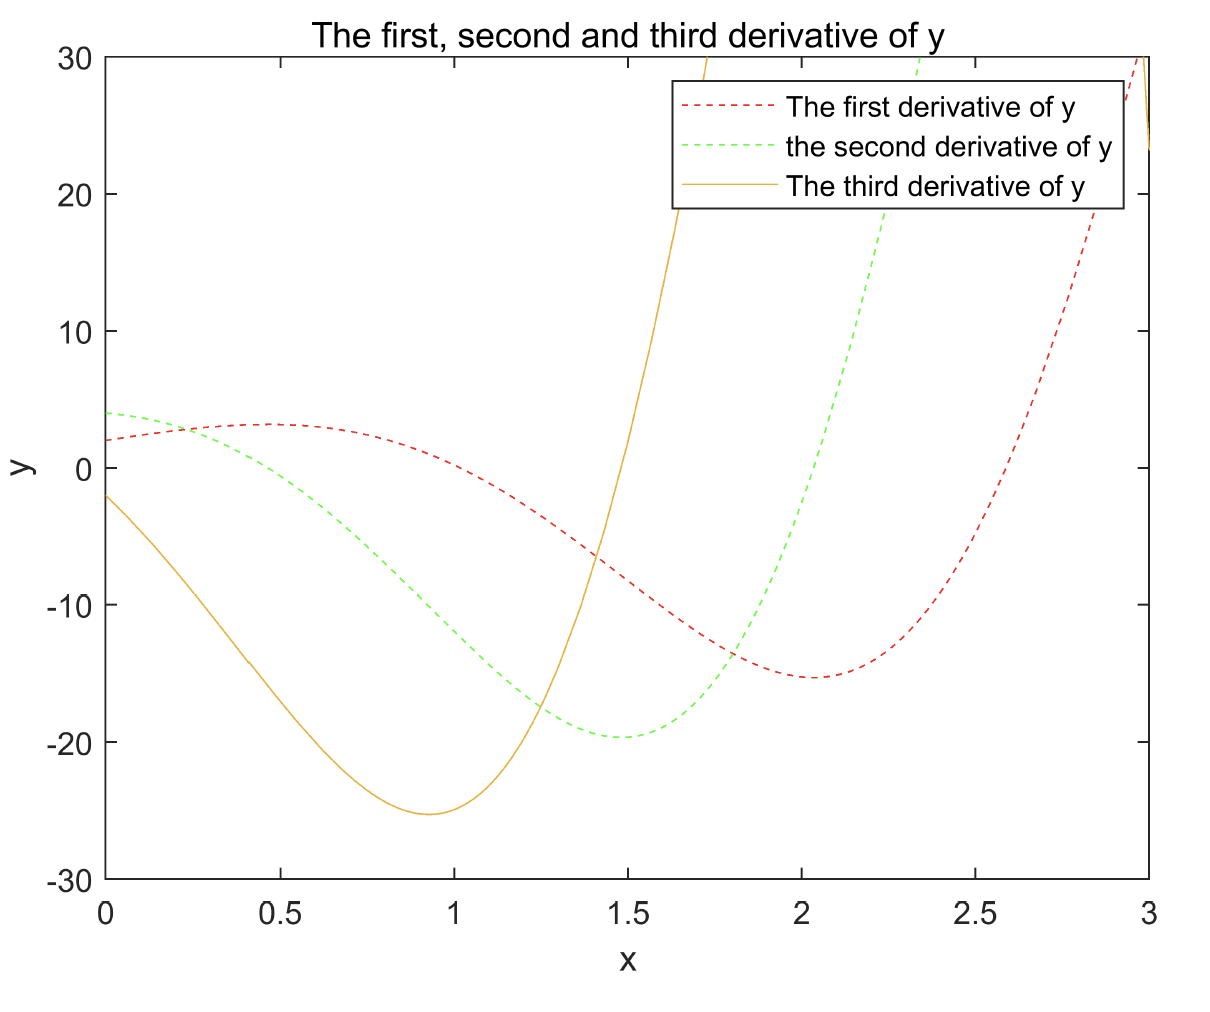 The first, second and third derivative of y
30
The first derivative of y
the second derivative of y
The third derivative of y
20
10
0
-10
-20
-30
y
0 0.5 1 1.5 2 2.5 3
x